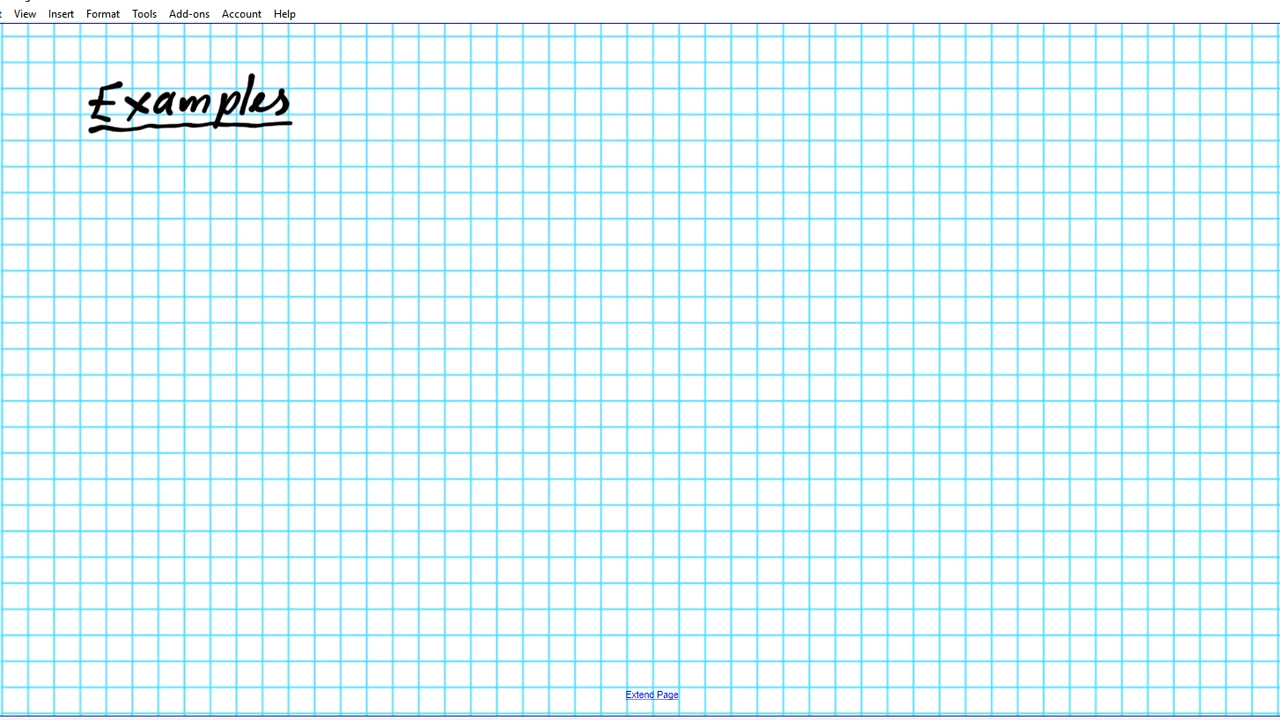 View Insert Format Tools Add-ons Account Help
Examples
Extend Page